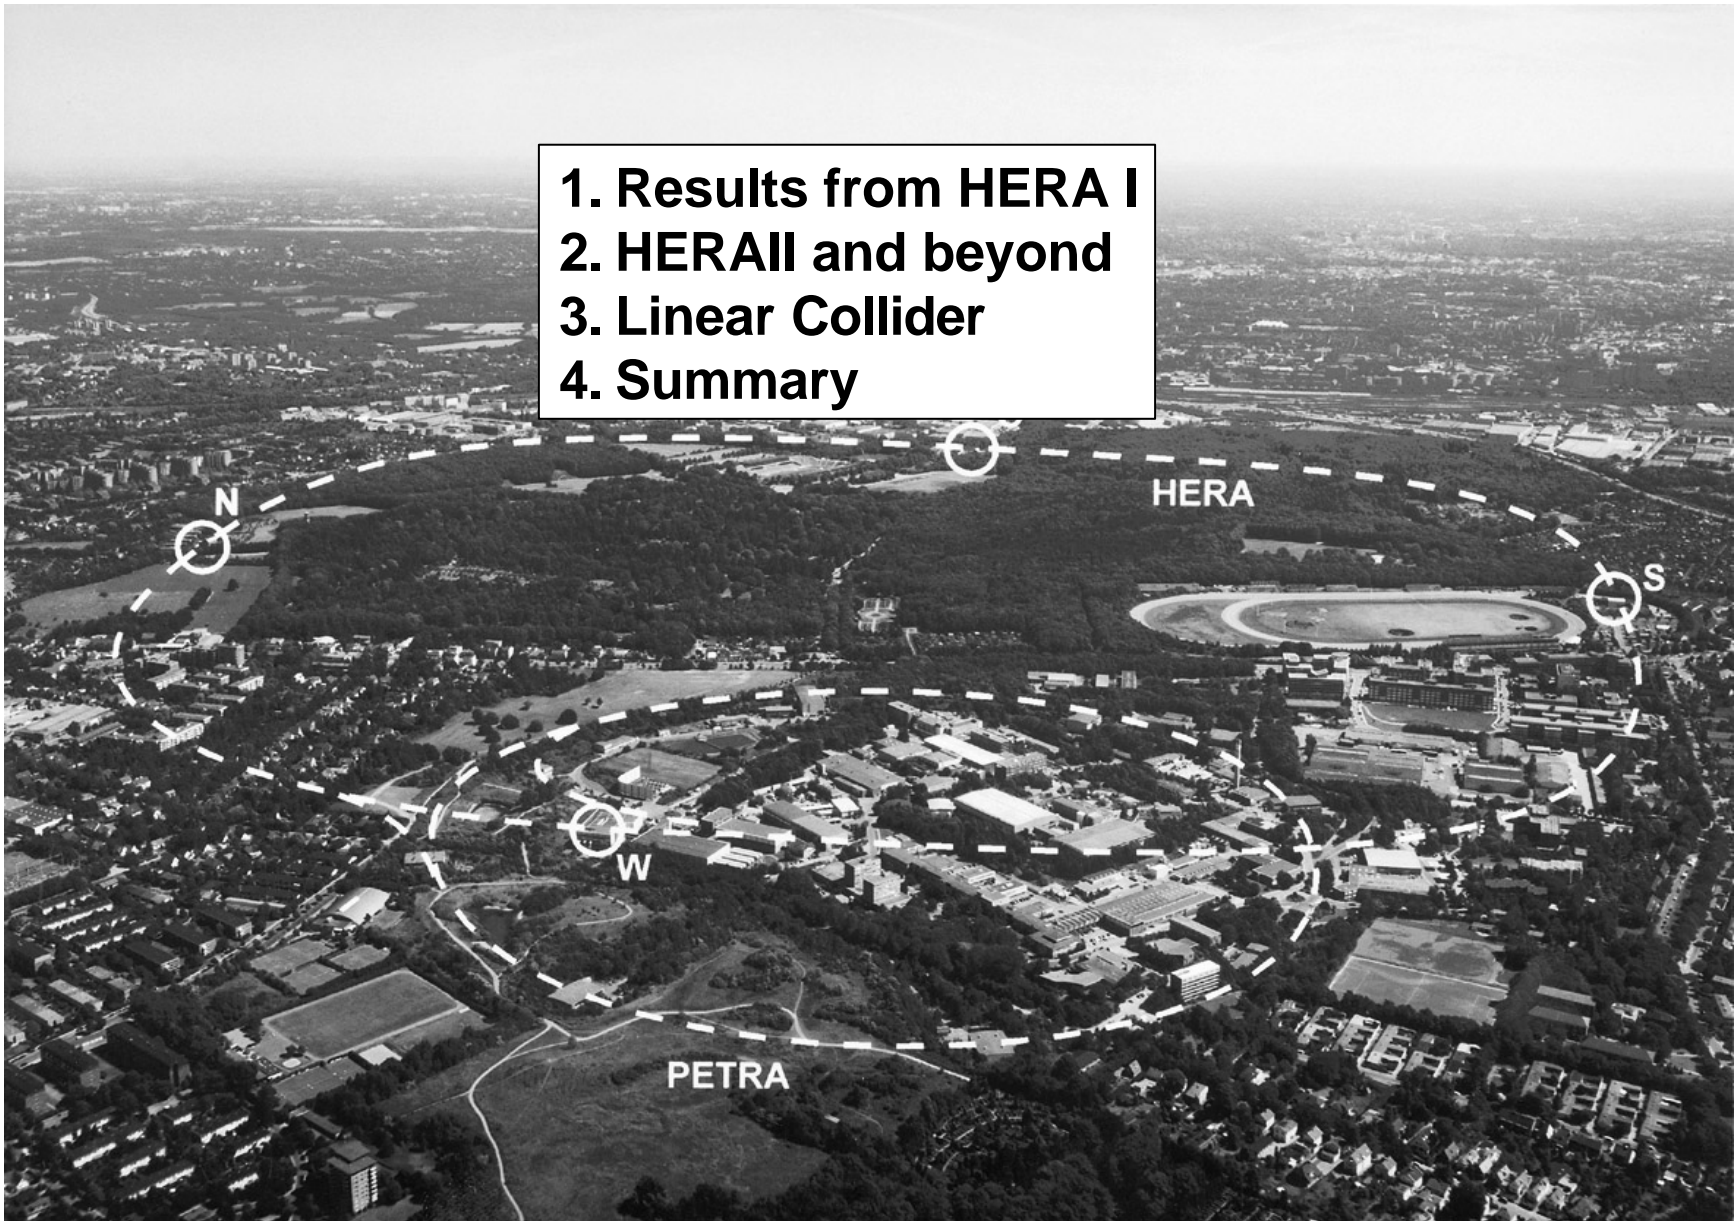 1. Results from HERA I
2. HERAII and beyond
3. Linear Collider
4. Summary
HERA
N
S
W
PETRA